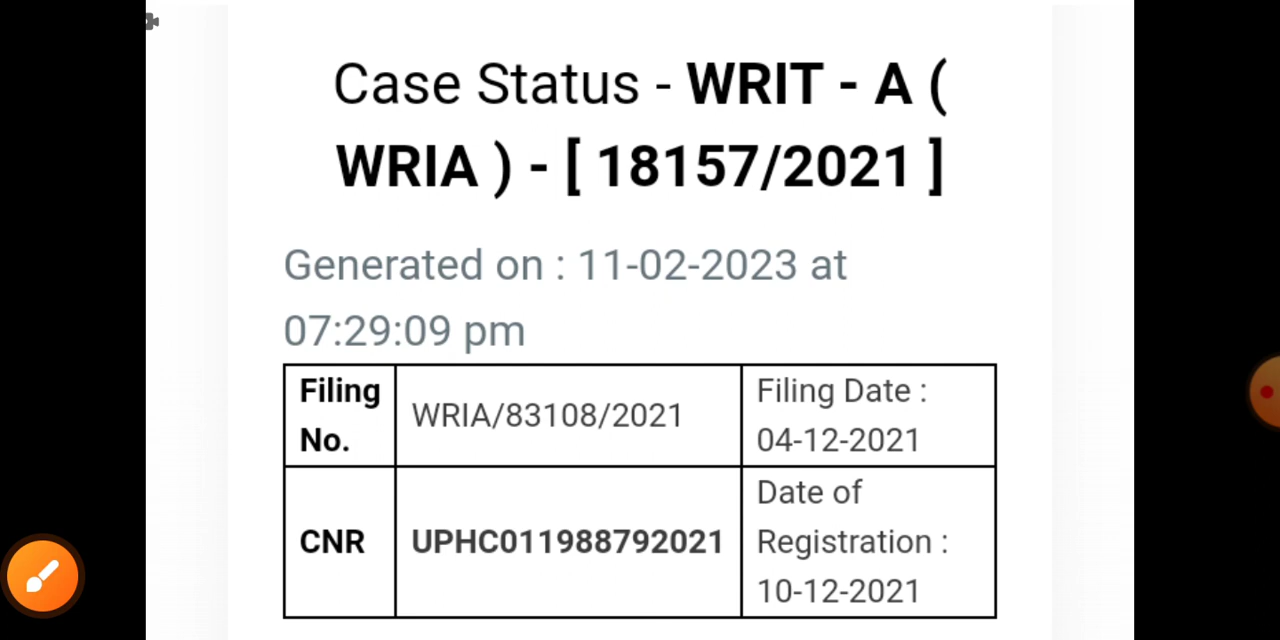 Case Status - WRIT - A (
WRIA ) - [ 18157/2021 ]
Generated on : 11-02-2023 at
07:29:09 pm
Filing
No.
WRIA/83108/2021
Filing Date :
04-12-2021
CNR
UPHC011988792021
Date of
Registration :
10-12-2021